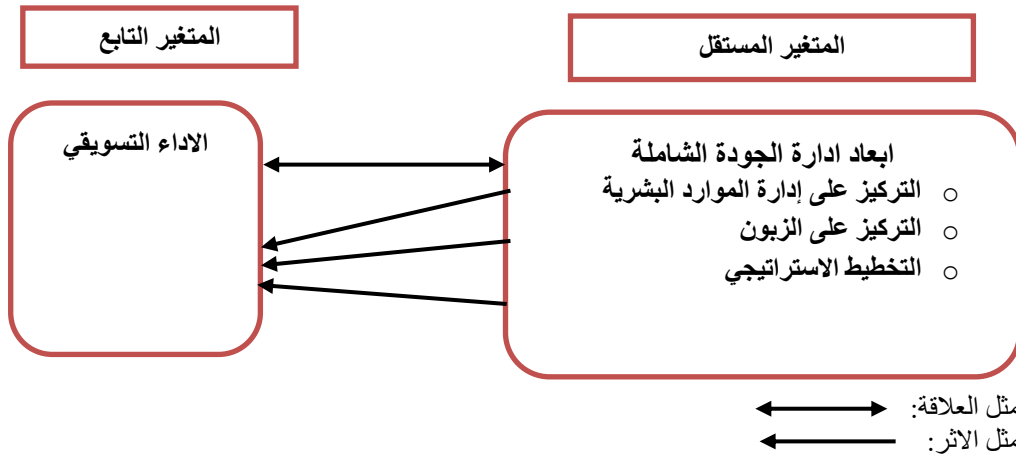 المتغير المستقل
المتغير التابع
ابعاد ادارة الجودة الشاملة
التركيز على إدارة الموارد البشرية
التركيز على الزبون
التخطيط الاستراتيجي
الاداء التسويقي
مثل العلاقة:
مثل الاثر: